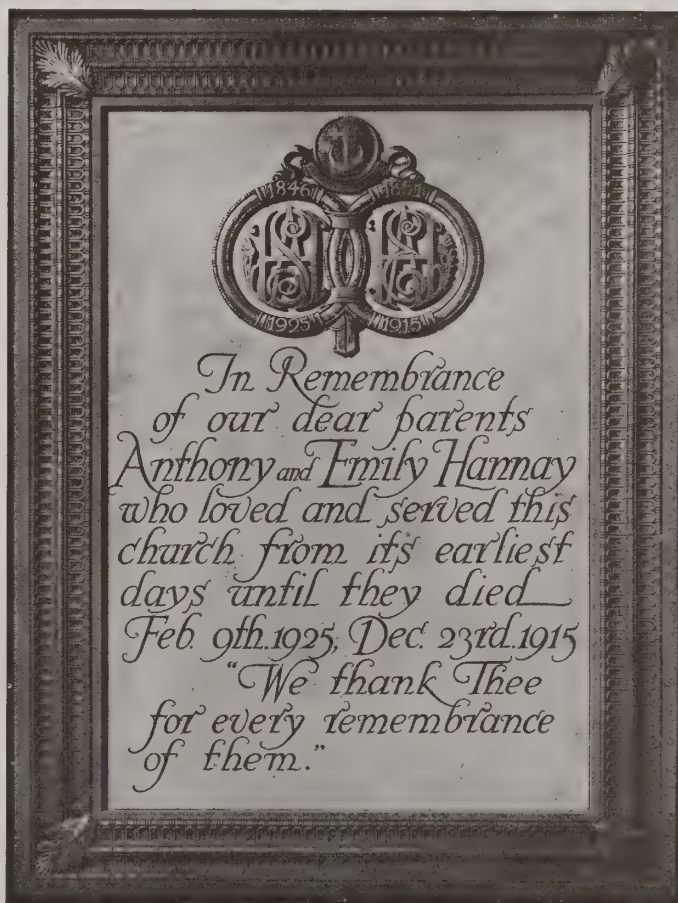 1846
1925 1915
In Remembrance
of our dear parents
Anthony and Emily Hannay
who loved and served this
church from its earliest
days until they died
Feb. 9th. 1925, Dec. 23rd. 1915
"We thank Thee
for every remembrance
of them."